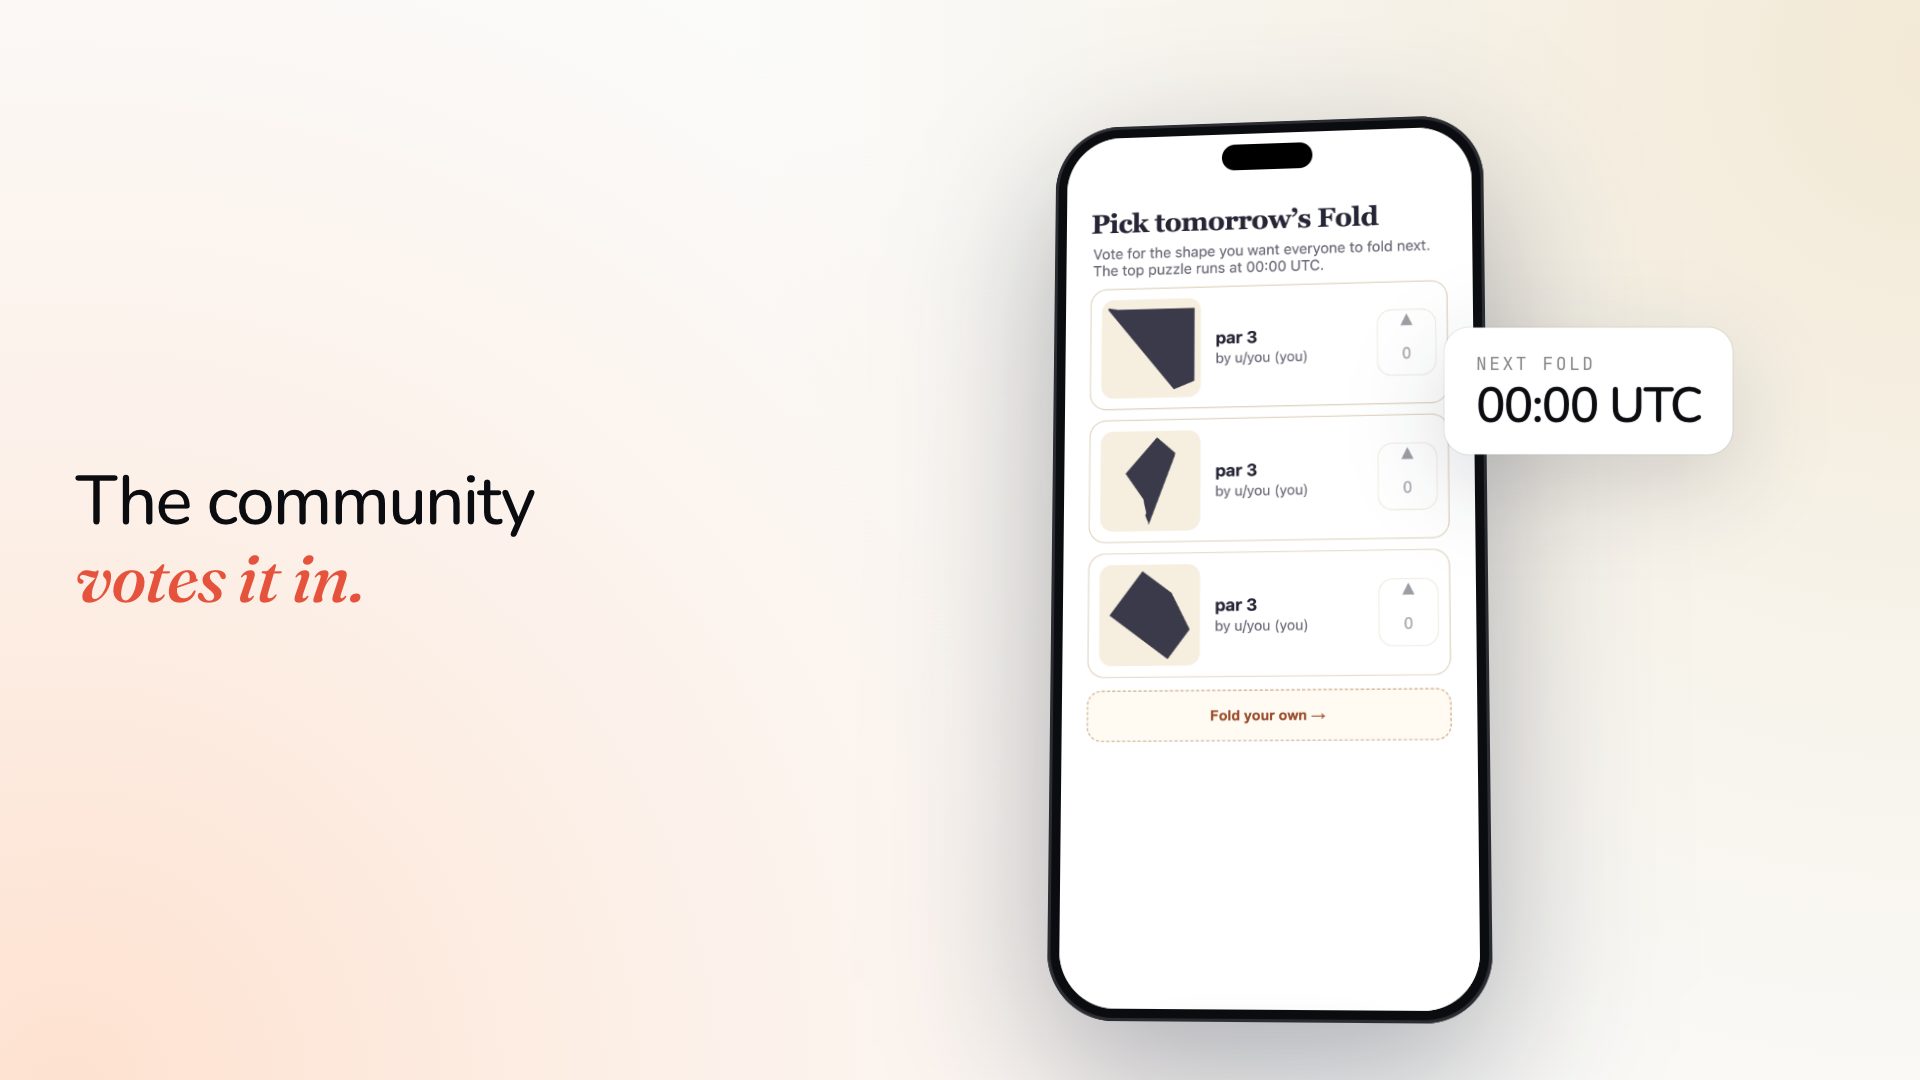 The community
votes it in.
Pick tomorrow’s Fold
Vote for the shape you want everyone to fold next.
The top puzzle runs at 00:00 UTC.
par 3
by u/you (you)
▲
0
par 3
by u/you (you)
▲
0
par 3
by u/you (you)
▲
0
Fold your own →
NEXT FOLD
00:00 UTC